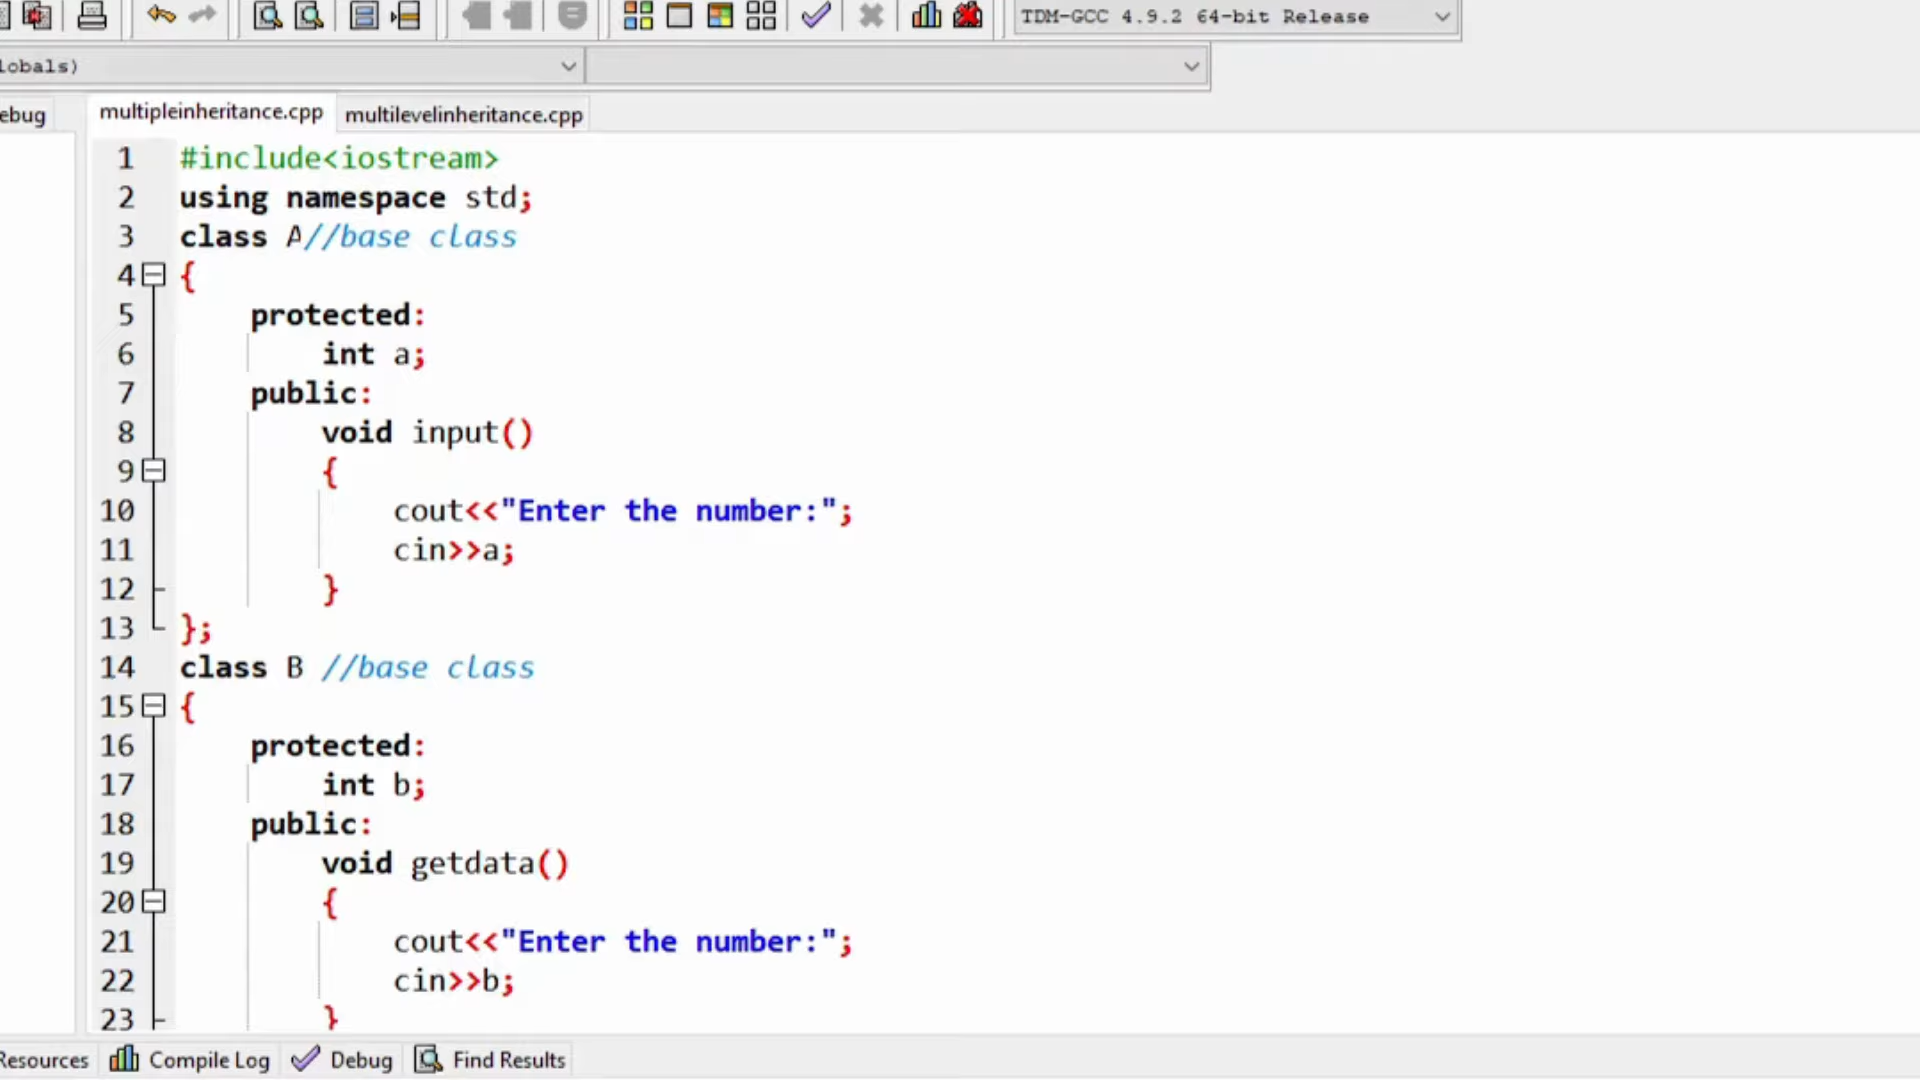 TDM-GCC 4.9.2 64-bit Release
lobals)
ebug multipleinheritance.cpp multilevelinheritance.cpp
1 #include<iostream>
2 using namespace std;
3 class A//base class
4 {
5 protected:
6 int a;
7 public:
8 void input()
9 {
10 cout<<"Enter the number:";
11 cin>>a;
12 }
13 };
14 class B //base class
15 {
16 protected:
17 int b;
18 public:
19 void getdata()
20 {
21 cout<<"Enter the number:";
22 cin>>b;
23 }
Resources Compile Log Debug Find Results